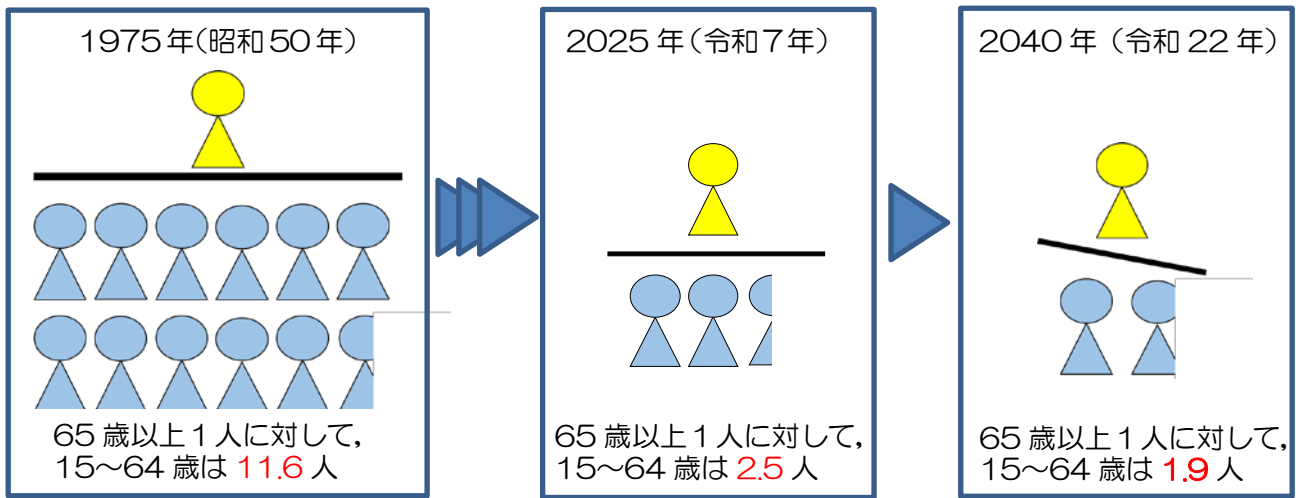 1975年(昭和50年)
65歳以上1人に対して,
15～64歳は 11.6 人
2025年(令和7年)
65歳以上1人に対して,
15～64歳は 2.5 人
2040年（令和22年）
65歳以上1人に対して,
15～64歳は 1.9 人